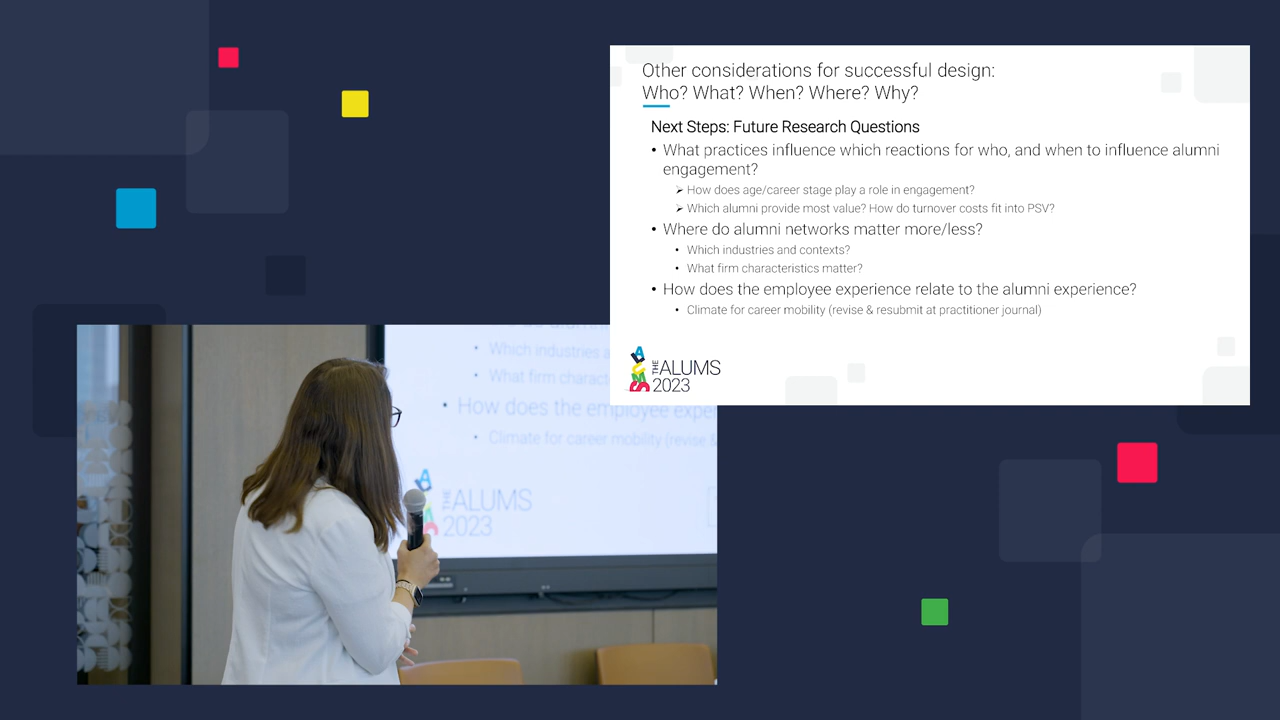 Other considerations for successful design:
Who? What? When? Where? Why?
Next Steps: Future Research Questions
• What practices influence which reactions for who, and when to influence alumni
engagement?
➢ How does age/career stage play a role in engagement?
➢ Which alumni provide most value? How do turnover costs fit into PSV?
• Where do alumni networks matter more/less?
• Which industries and contexts?
• What firm characteristics matter?
• How does the employee experience relate to the alumni experience?
• Climate for career mobility (revise & resubmit at practitioner journal)
THE ALUMS
2023
• Which industries a
• What charact
• How does the employee exper
• Climate for career mobility (revise &
THE ALUMS
2023